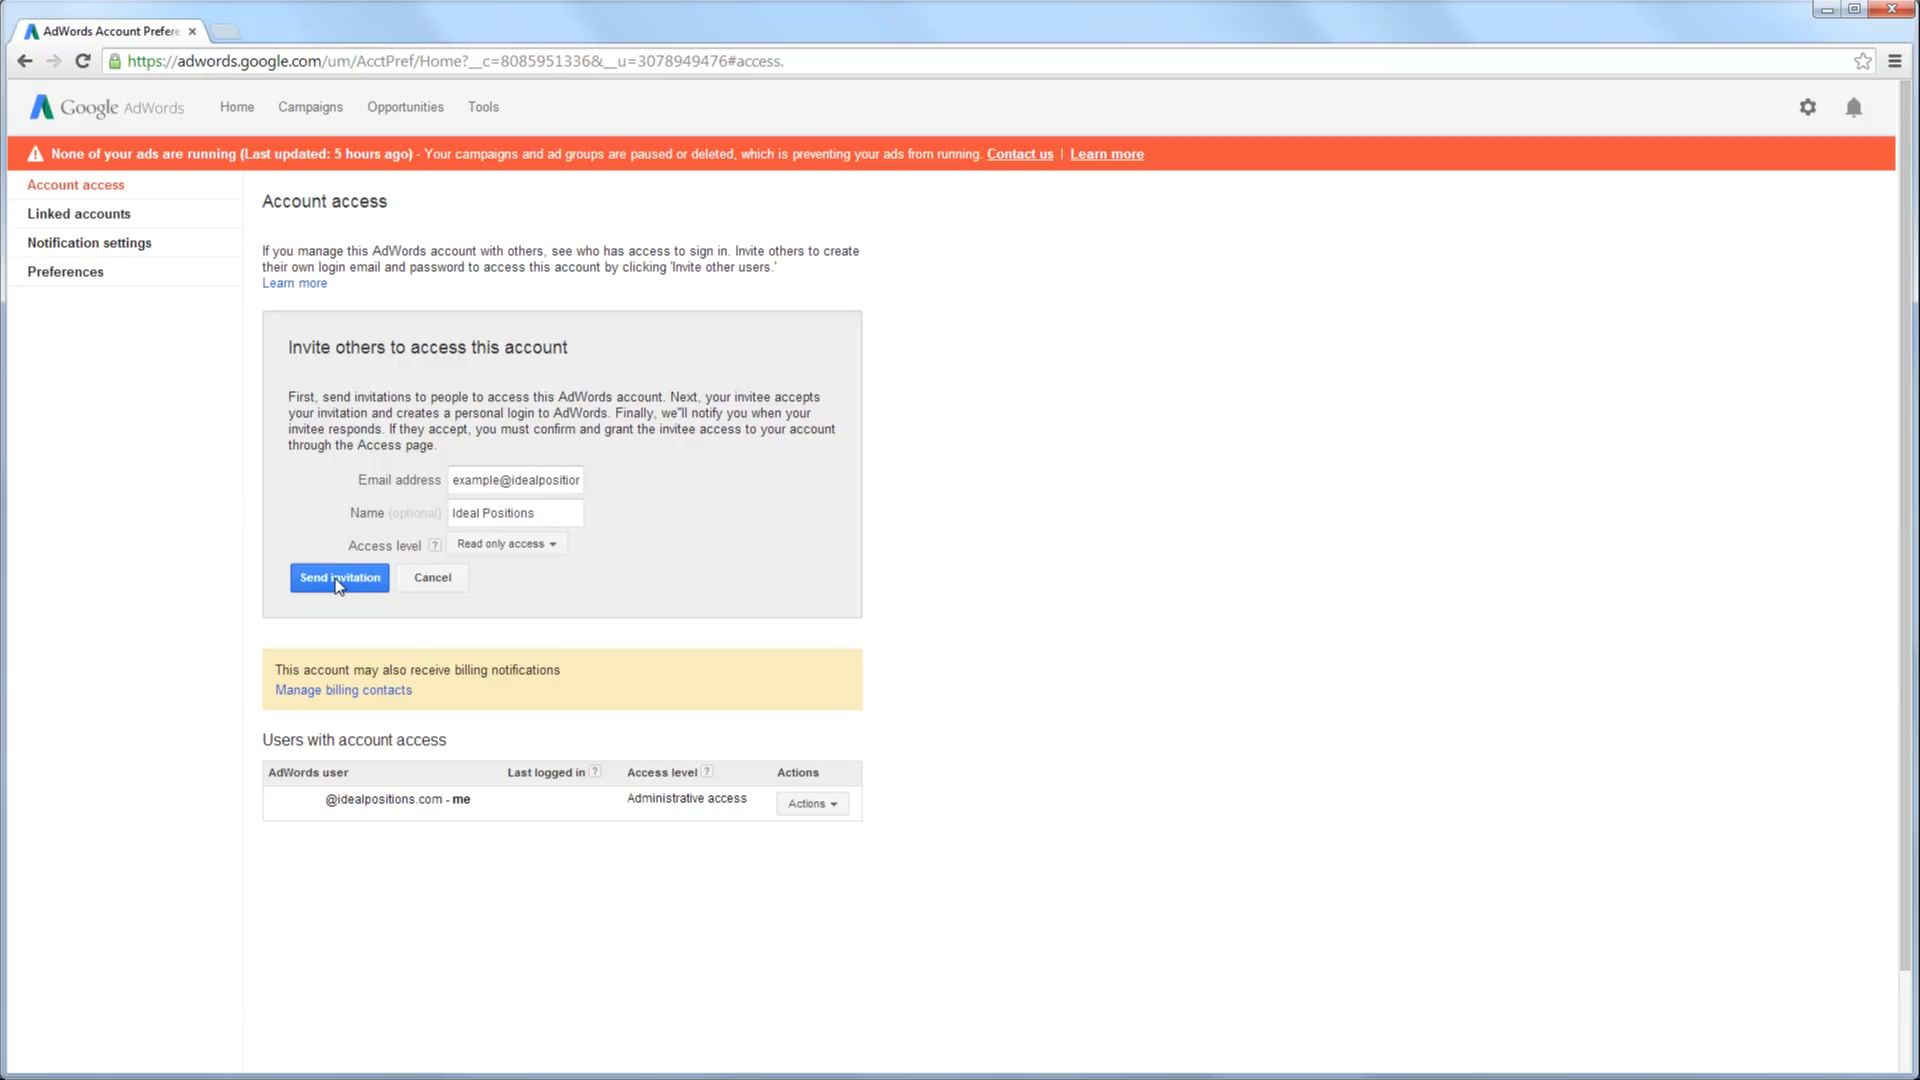 AdWords Account Prefere
https://adwords.google.com/um/AcctPref/Home?__c=8085951336&__u=3078949476#access.
Google AdWords Home Campaigns Opportunities Tools
None of your ads are running (Last updated: 5 hours ago) - Your campaigns and ad groups are paused or deleted, which is preventing your ads from running. Contact us | Learn more
Account access
Linked accounts
Notification settings
Preferences
Account access
If you manage this AdWords account with others, see who has access to sign in. Invite others to create
their own login email and password to access this account by clicking 'Invite other users.'
Learn more
Invite others to access this account
First, send invitations to people to access this AdWords account. Next, your invitee accepts
your invitation and creates a personal login to AdWords. Finally, we''ll notify you when your
invitee responds. If they accept, you must confirm and grant the invitee access to your account
through the Access page.
Email address example@idealposition
Name (optional) Ideal Positions
Access level ? Read only access
Send invitation Cancel
This account may also receive billing notifications
Manage billing contacts
Users with account access
AdWords user Last logged in ? Access level ? Actions
@idealpositions.com - me Administrative access Actions